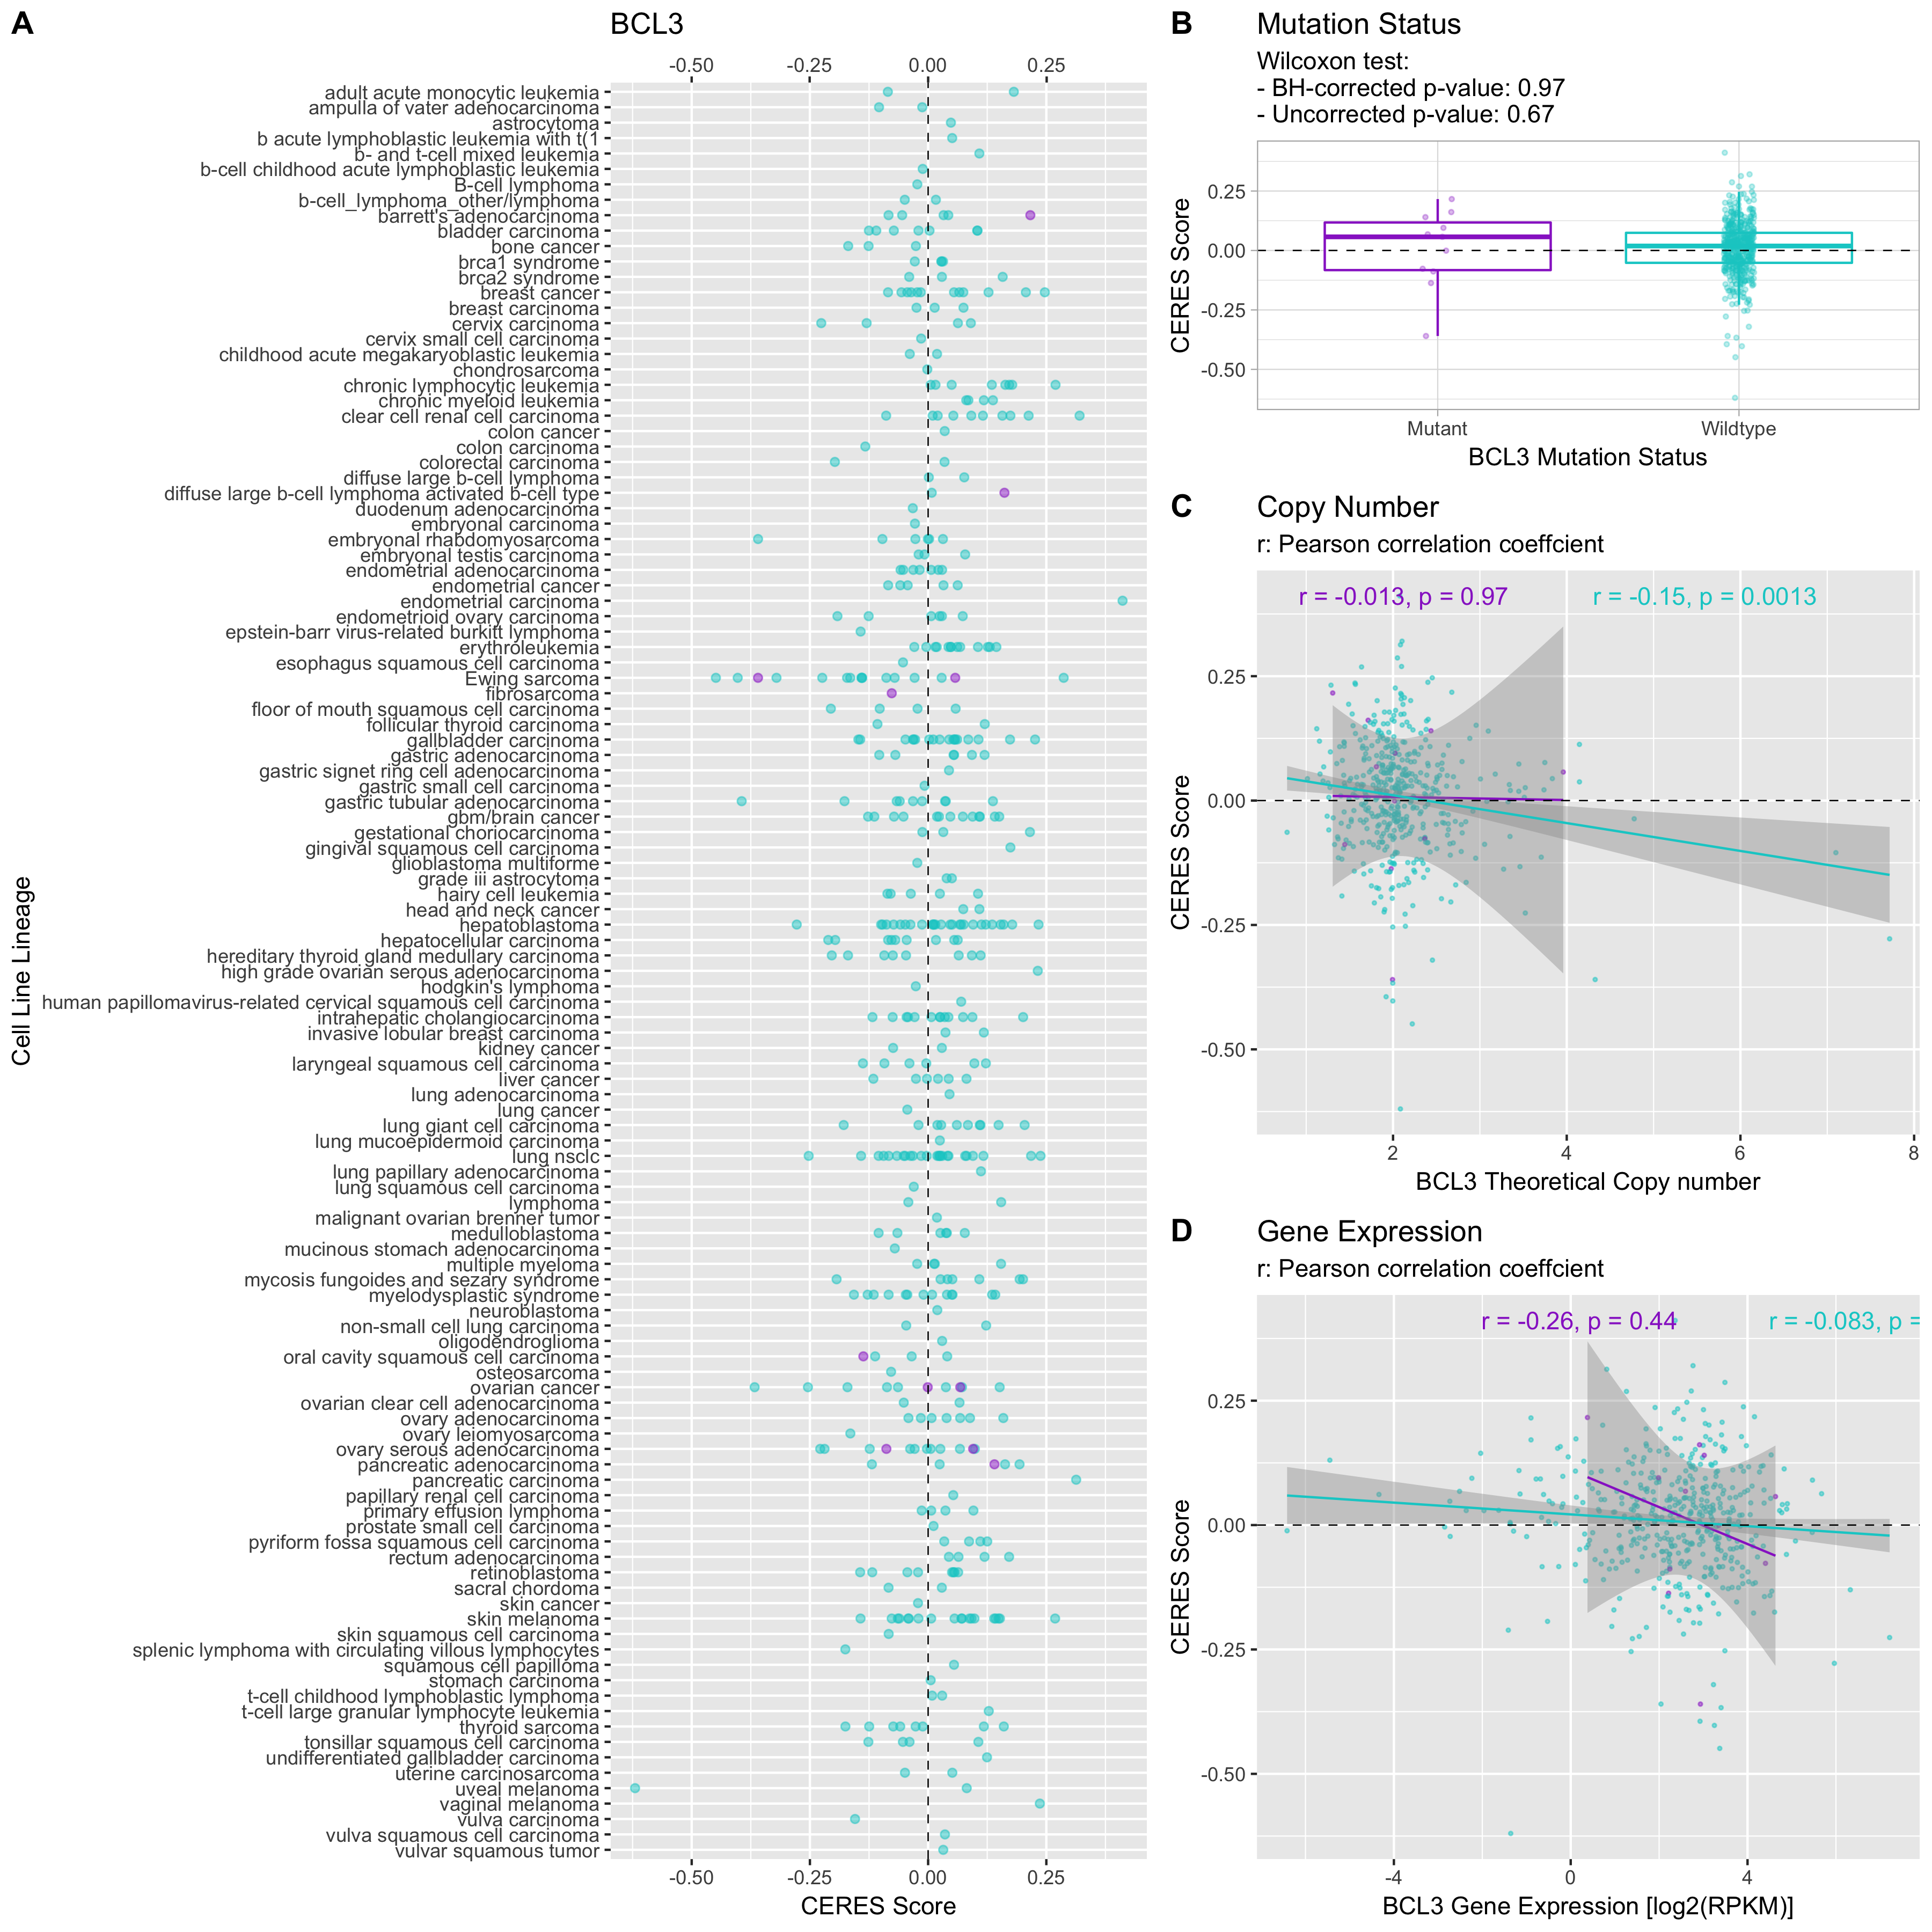 A
BCL3
-0.50 -0.25 0.00 0.25
Cell Line Lineage
adult acute monocytic leukemia
ampulla of vater adenocarcinoma
astrocytoma
b acute lymphoblastic leukemia with t(1
b- and t-cell mixed leukemia
b-cell childhood acute lymphoblastic leukemia
B-cell lymphoma
b-cell_lymphoma_other/lymphoma
barrett's adenocarcinoma
bladder carcinoma
bone cancer
brca1 syndrome
brca2 syndrome
breast cancer
breast carcinoma
cervix carcinoma
cervix small cell carcinoma
childhood acute megakaryoblastic leukemia
chondrosarcoma
chronic lymphocytic leukemia
chronic myeloid leukemia
clear cell renal cell carcinoma
colon cancer
colon carcinoma
colorectal carcinoma
diffuse large b-cell lymphoma
diffuse large b-cell lymphoma activated b-cell type
duodenum adenocarcinoma
embryonal carcinoma
embryonal rhabdomyosarcoma
embryonal testis carcinoma
endometrial adenocarcinoma
endometrial cancer
endometrial carcinoma
endometrioid ovary carcinoma
epstein-barr virus-related burkitt lymphoma
erythroleukemia
esophagus squamous cell carcinoma
Ewing sarcoma
fibrosarcoma
floor of mouth squamous cell carcinoma
follicular thyroid carcinoma
gallbladder carcinoma
gastric adenocarcinoma
gastric signet ring cell adenocarcinoma
gastric small cell carcinoma
gastric tubular adenocarcinoma
gbm/brain cancer
gestational choriocarcinoma
gingival squamous cell carcinoma
glioblastoma multiforme
grade iii astrocytoma
hairy cell leukemia
head and neck cancer
hepatoblastoma
hepatocellular carcinoma
hereditary thyroid gland medullary carcinoma
high grade ovarian serous adenocarcinoma
hodgkin's lymphoma
human papillomavirus-related cervical squamous cell carcinoma
intrahepatic cholangiocarcinoma
invasive lobular breast carcinoma
kidney cancer
laryngeal squamous cell carcinoma
liver cancer
lung adenocarcinoma
lung cancer
lung giant cell carcinoma
lung mucoepidermoid carcinoma
lung nsclc
lung papillary adenocarcinoma
lung squamous cell carcinoma
lymphoma
malignant ovarian brenner tumor
medulloblastoma
mucinous stomach adenocarcinoma
multiple myeloma
mycosis fungoides and sezary syndrome
myelodysplastic syndrome
neuroblastoma
non-small cell lung carcinoma
oligodendroglioma
oral cavity squamous cell carcinoma
osteosarcoma
ovarian cancer
ovarian clear cell adenocarcinoma
ovary adenocarcinoma
ovary leiomyosarcoma
ovary serous adenocarcinoma
pancreatic adenocarcinoma
pancreatic carcinoma
papillary renal cell carcinoma
primary effusion lymphoma
prostate small cell carcinoma
pyriform fossa squamous cell carcinoma
rectum adenocarcinoma
retinoblastoma
sacral chordoma
skin cancer
skin melanoma
skin squamous cell carcinoma
splenic lymphoma with circulating villous lymphocytes
squamous cell papilloma
stomach carcinoma
t-cell childhood lymphoblastic lymphoma
t-cell large granular lymphocyte leukemia
thyroid sarcoma
tonsillar squamous cell carcinoma
undifferentiated gallbladder carcinoma
uterine carcinosarcoma
uveal melanoma
vaginal melanoma
vulva carcinoma
vulva squamous cell carcinoma
vulvar squamous tumor
-0.50 -0.25 0.00 0.25
CERES Score
B
Mutation Status
Wilcoxon test:
- BH-corrected p-value: 0.97
- Uncorrected p-value: 0.67
CERES Score
0.25
0.00
-0.25
-0.50
Mutant Wildtype
BCL3 Mutation Status
C
Copy Number
r: Pearson correlation coeffcient
r = -0.013, p = 0.97 r = -0.15, p = 0.0013
CERES Score
0.25
0.00
-0.25
-0.50
2 4 6 8
BCL3 Theoretical Copy number
D
Gene Expression
r: Pearson correlation coeffcient
r = -0.26, p = 0.44 r = -0.083, p =
CERES Score
0.25
0.00
-0.25
-0.50
-4 0 4
BCL3 Gene Expression [log2(RPKM)]